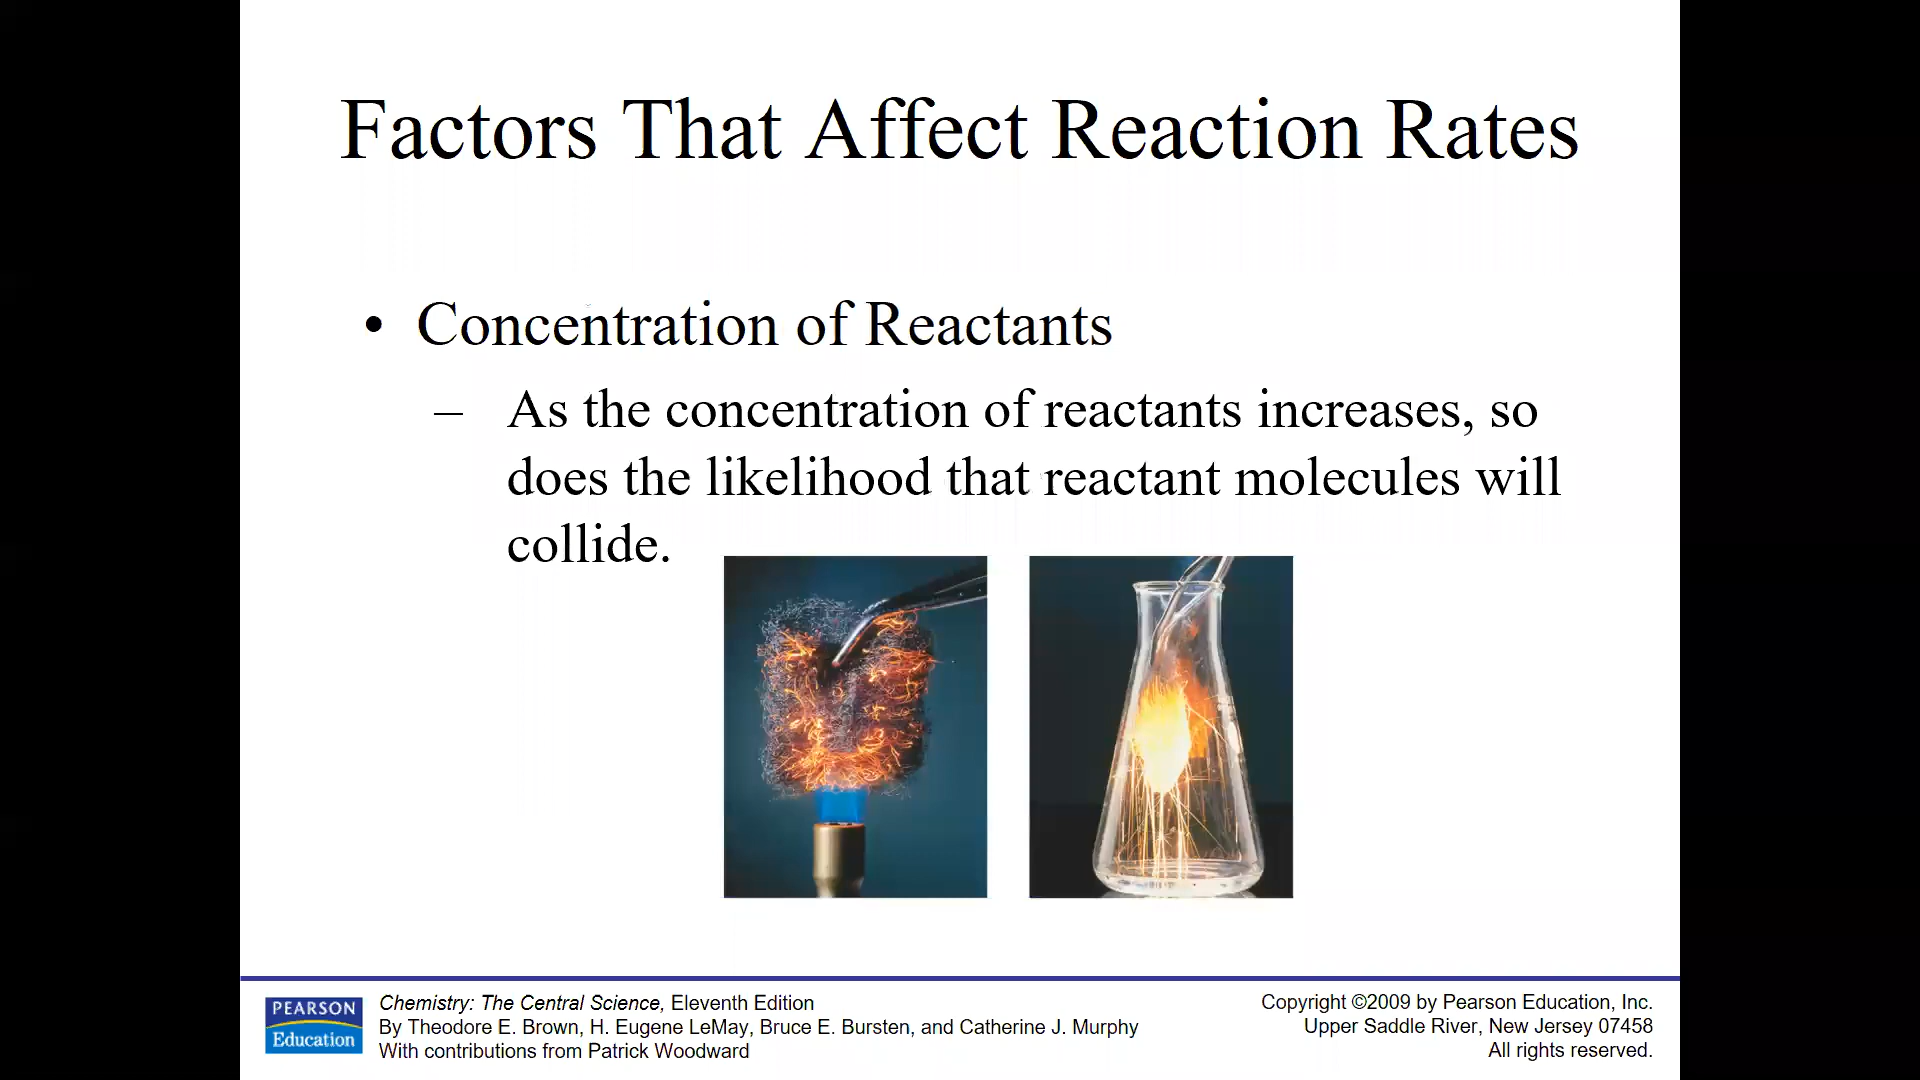 Factors That Affect Reaction Rates
• Concentration of Reactants
– As the concentration of reactants increases, so
does the likelihood that reactant molecules will
collide.
PEARSON
Education
Chemistry: The Central Science, Eleventh Edition
By Theodore E. Brown, H. Eugene LeMay, Bruce E. Bursten, and Catherine J. Murphy
With contributions from Patrick Woodward
Copyright ©2009 by Pearson Education, Inc.
Upper Saddle River, New Jersey 07458
All rights reserved.